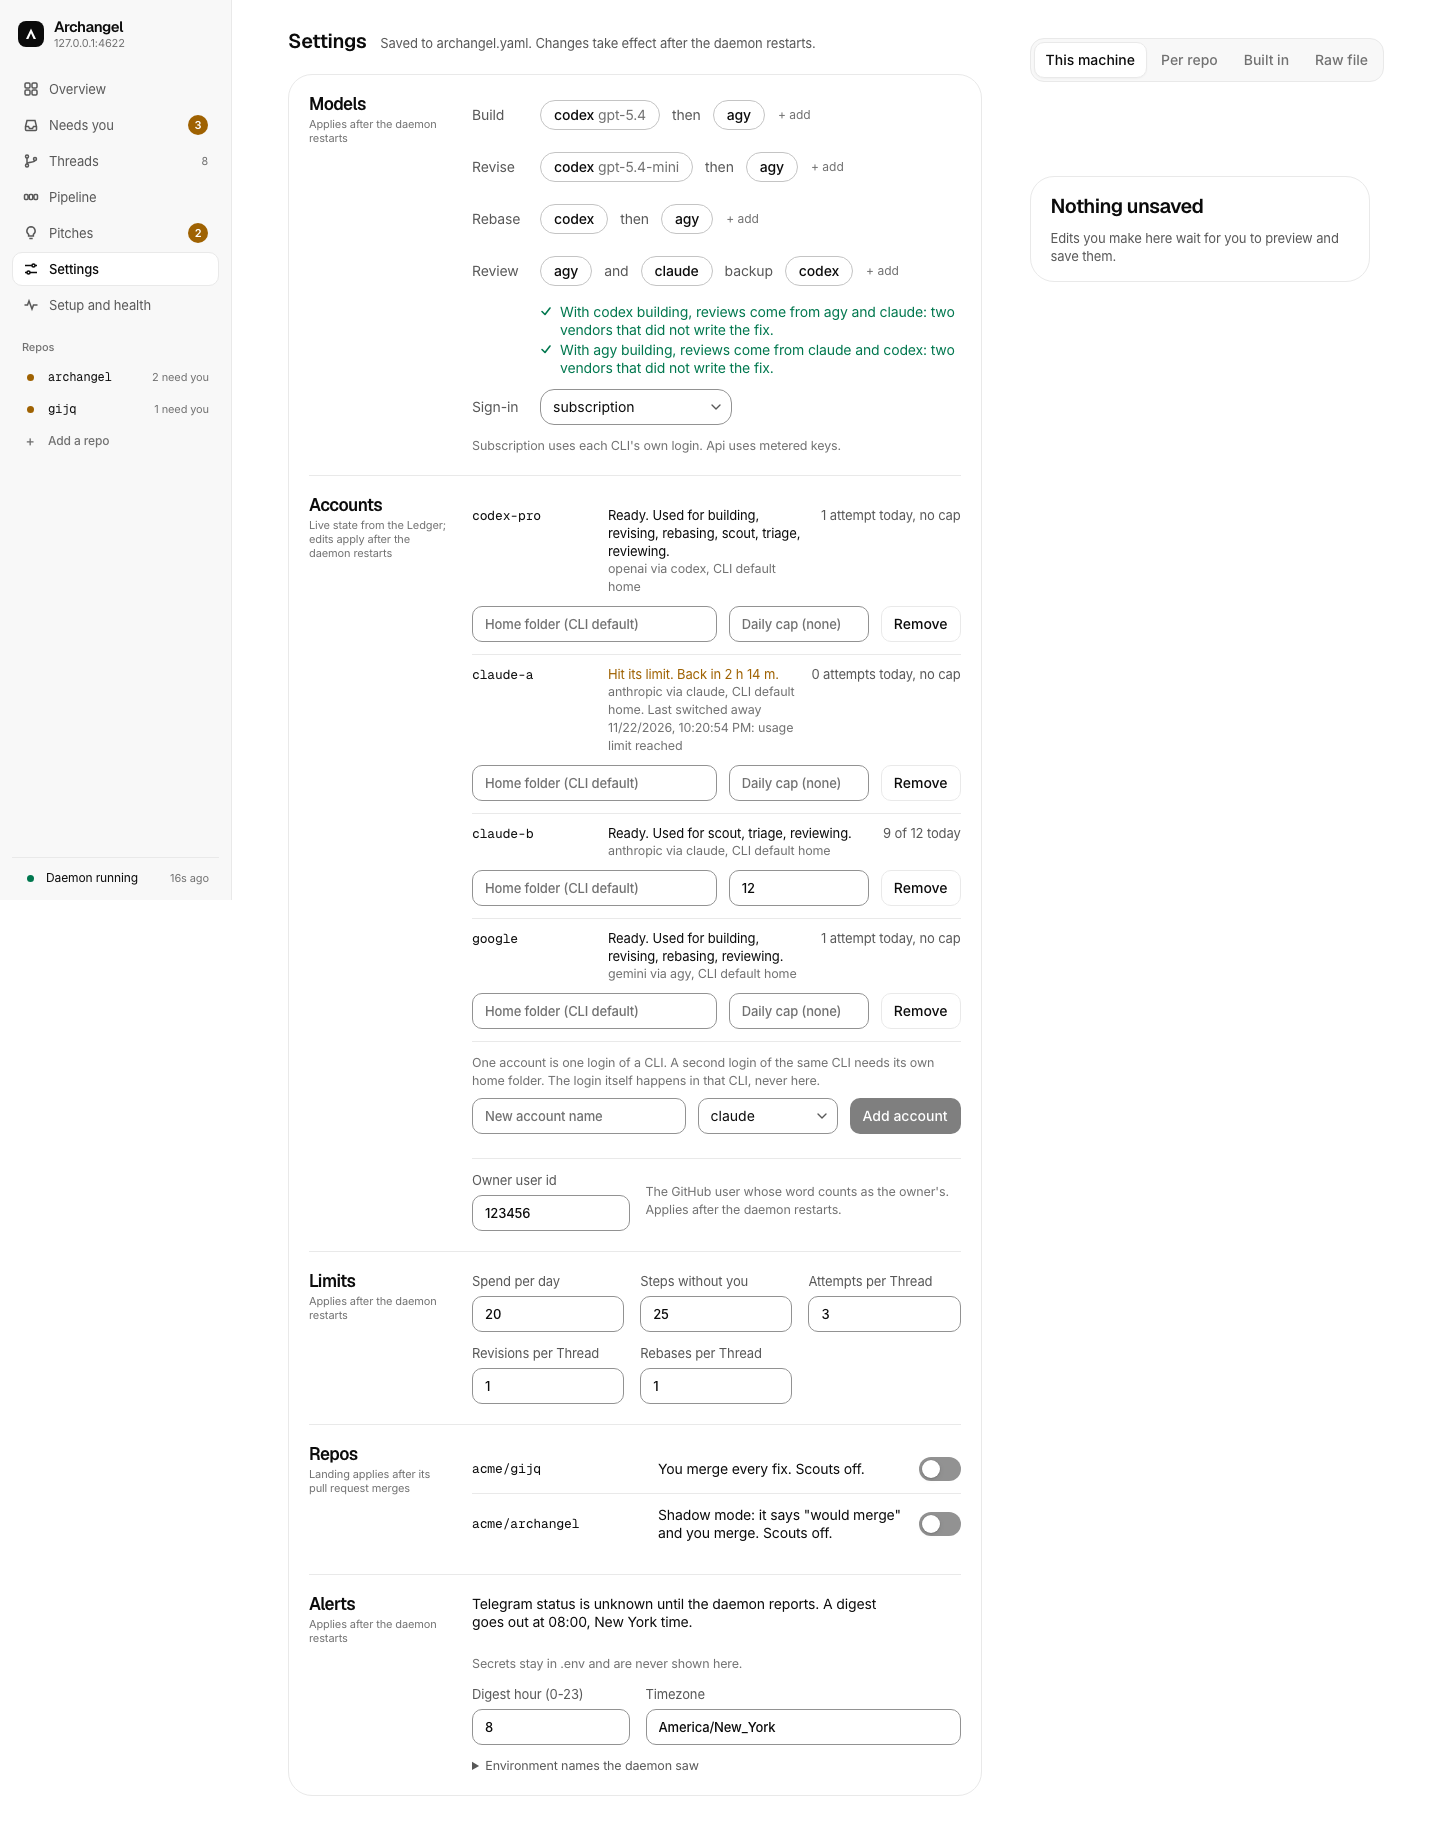 Archangel
127.0.0.1:4622
Overview
Needs you 3
Threads 8
Pipeline
Pitches 2
Settings
Setup and health
Repos
archangel 2 need you
gijq 1 need you
+ Add a repo
Daemon running 16s ago
Settings Saved to archangel.yaml. Changes take effect after the daemon restarts.
This machine Per repo Built in Raw file
Nothing unsaved
Edits you make here wait for you to preview and
save them.
Models
Applies after the daemon
restarts
Build codex gpt-5.4 then agy + add
Revise codex gpt-5.4-mini then agy + add
Rebase codex then agy + add
Review agy and claude backup codex + add
With codex building, reviews come from agy and claude: two
vendors that did not write the fix.
With agy building, reviews come from claude and codex: two
vendors that did not write the fix.
Sign-in subscription
Subscription uses each CLI's own login. Api uses metered keys.
Accounts
Live state from the Ledger;
edits apply after the
daemon restarts
codex-pro
Ready. Used for building,
revising, rebasing, scout, triage,
reviewing.
openai via codex, CLI default
home
1 attempt today, no cap
Home folder (CLI default) Daily cap (none) Remove
claude-a
Hit its limit. Back in 2 h 14 m.
anthropic via claude, CLI default
home. Last switched away
11/22/2026, 10:20:54 PM: usage
limit reached
0 attempts today, no cap
Home folder (CLI default) Daily cap (none) Remove
claude-b
Ready. Used for scout, triage, reviewing.
anthropic via claude, CLI default home
9 of 12 today
Home folder (CLI default) 12 Remove
google
Ready. Used for building,
revising, rebasing, reviewing.
gemini via agy, CLI default home
1 attempt today, no cap
Home folder (CLI default) Daily cap (none) Remove
One account is one login of a CLI. A second login of the same CLI needs its own
home folder. The login itself happens in that CLI, never here.
New account name claude Add account
Owner user id
123456
The GitHub user whose word counts as the owner's.
Applies after the daemon restarts.
Limits
Applies after the daemon
restarts
Spend per day Steps without you Attempts per Thread
20 25 3
Revisions per Thread Rebases per Thread
1 1
Repos
Landing applies after its
pull request merges
acme/gijq You merge every fix. Scouts off.
acme/archangel
Shadow mode: it says "would merge"
and you merge. Scouts off.
Alerts
Applies after the daemon
restarts
Telegram status is unknown until the daemon reports. A digest
goes out at 08:00, New York time.
Secrets stay in .env and are never shown here.
Digest hour (0-23) Timezone
8 America/New_York
Environment names the daemon saw